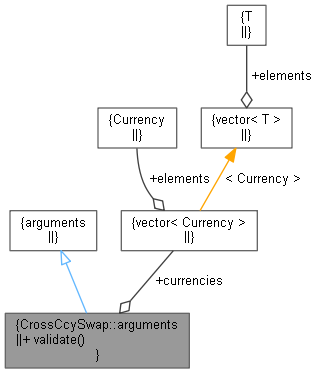 {T
||}
+elements
{Currency
||}
{vector< T >
||}
+elements
< Currency >
{arguments
||}
{vector< Currency >
||}
+currencies
{CrossCcySwap::arguments
||+ validate()
}